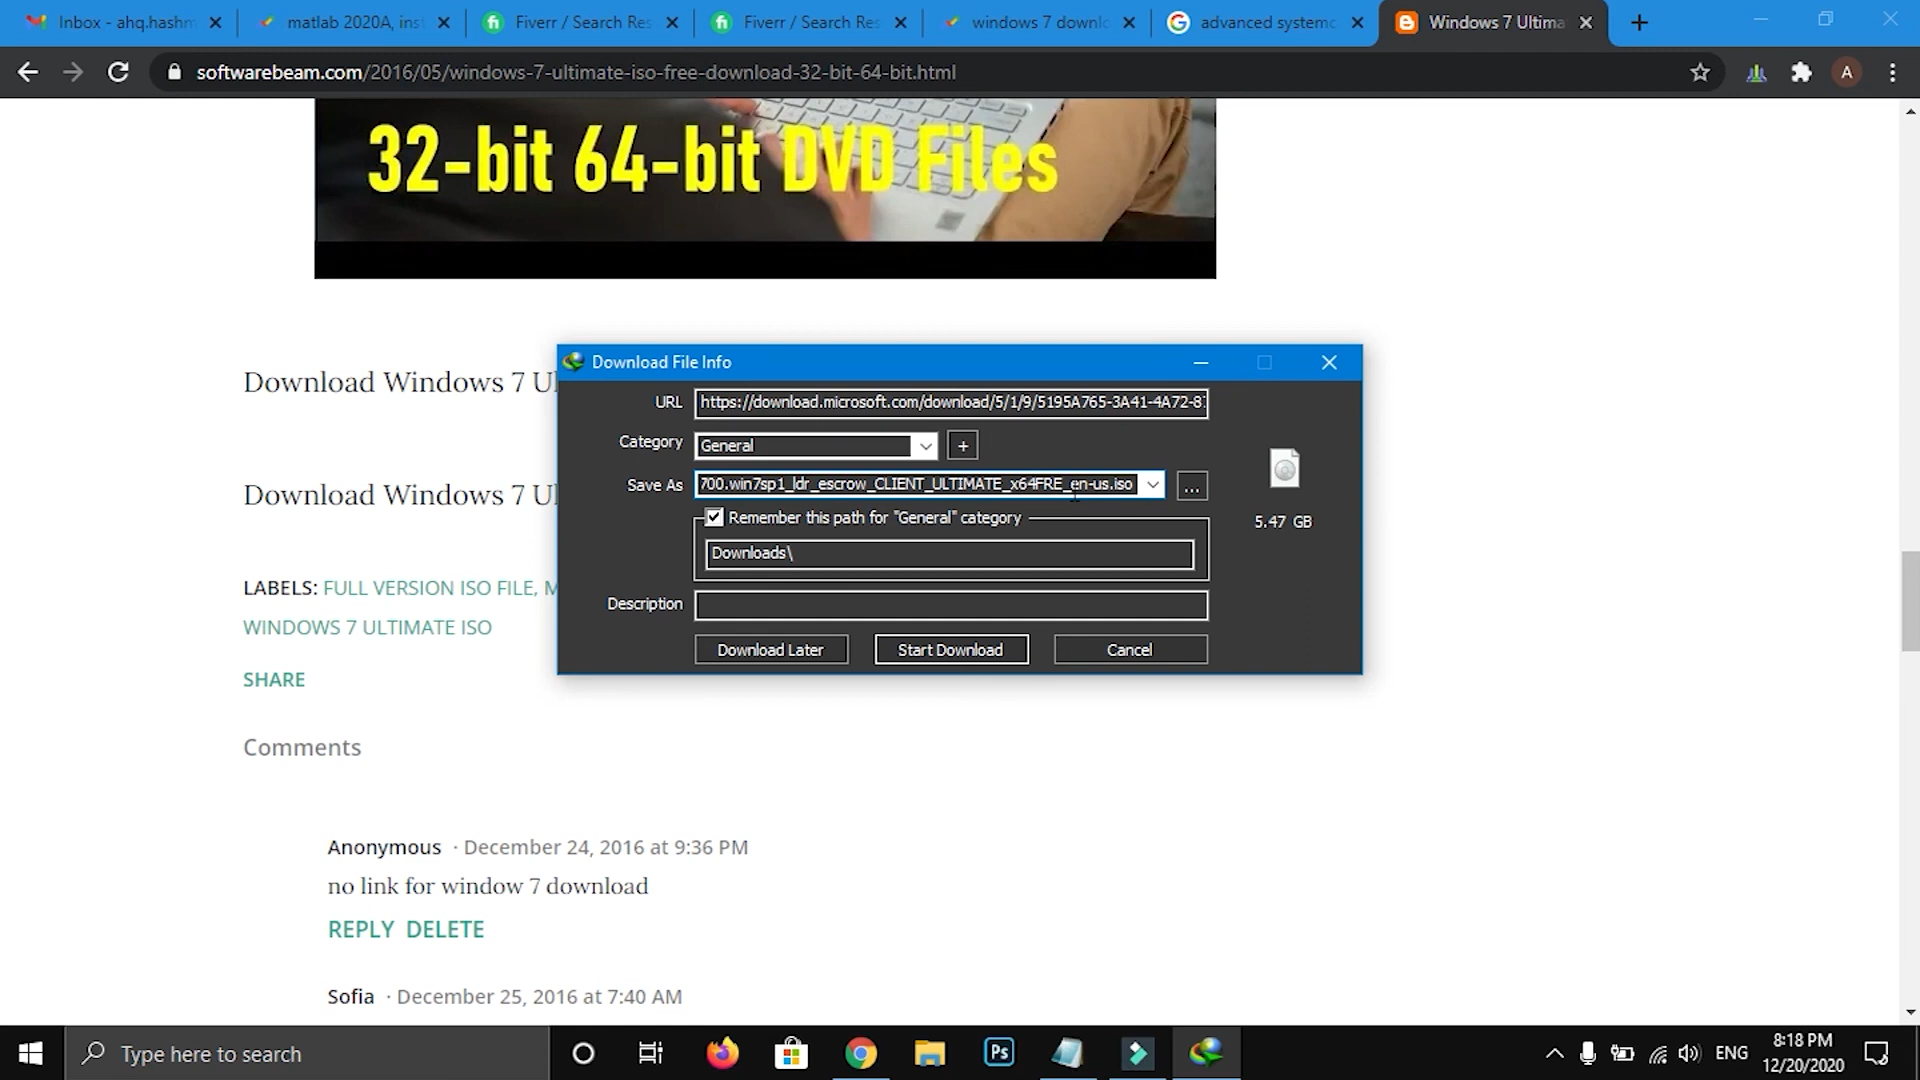 Inbox - ahq.hashm
matlab 2020A, inst
Fiverr / Search Res
Fiverr / Search Res
windows 7 downlo
advanced systemc
Windows 7 Ultima
softwarebeam.com/2016/05/windows-7-ultimate-iso-free-download-32-bit-64-bit.html
A
32-bit 64-bit DVD Files
Download Windows 7 Ul
Download Windows 7 Ul
LABELS: FULL VERSION ISO FILE, M
WINDOWS 7 ULTIMATE ISO
SHARE
Comments
Anonymous · December 24, 2016 at 9:36 PM
no link for window 7 download
REPLY DELETE
Sofia · December 25, 2016 at 7:40 AM
Download File Info
URL https://download.microsoft.com/download/5/1/9/5195A765-3A41-4A72-8
Category General +
Save As 700.win7sp1_ldr_escrow_CLIENT_ULTIMATE_x64FRE_en-us.iso ...
5.47 GB
Remember this path for "General" category
Downloads\
Description
Download Later Start Download Cancel
Type here to search
Ps
ENG
8:18 PM
12/20/2020